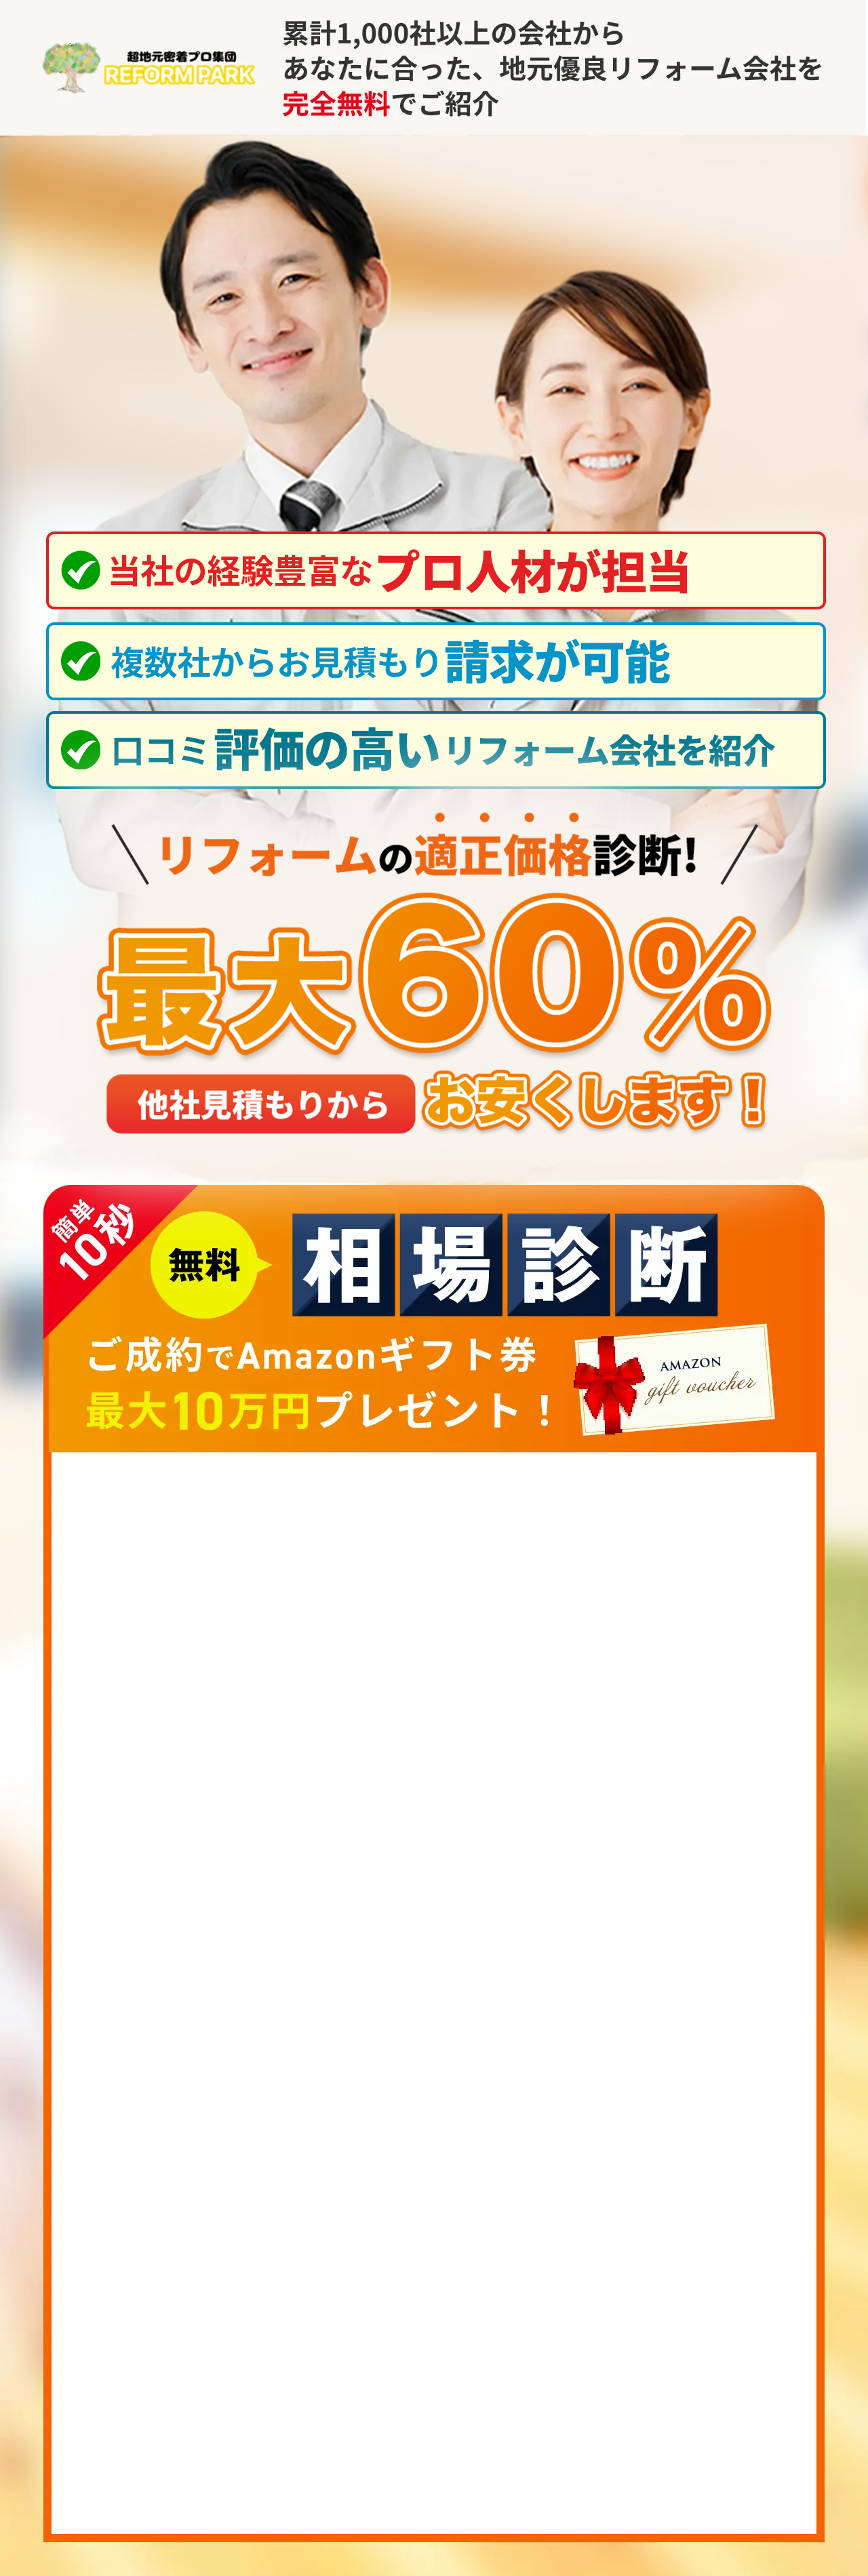 超地元密着プロ集団
REFORM PARK
累計1,000社以上の会社から
あなたに合った、地元優良リフォーム会社を
完全無料でご紹介
当社の経験豊富なプロ人材が担当
複数社からお見積もり請求が可能
口コミ評価の高いリフォーム会社を紹介
リフォームの適正価格診断!
最大60%
他社見積もりから お安くします！
簡単
10秒
無料
相場診断
ご成約でAmazonギフト券
最大10万円プレゼント！
AMAZON
gift voucher